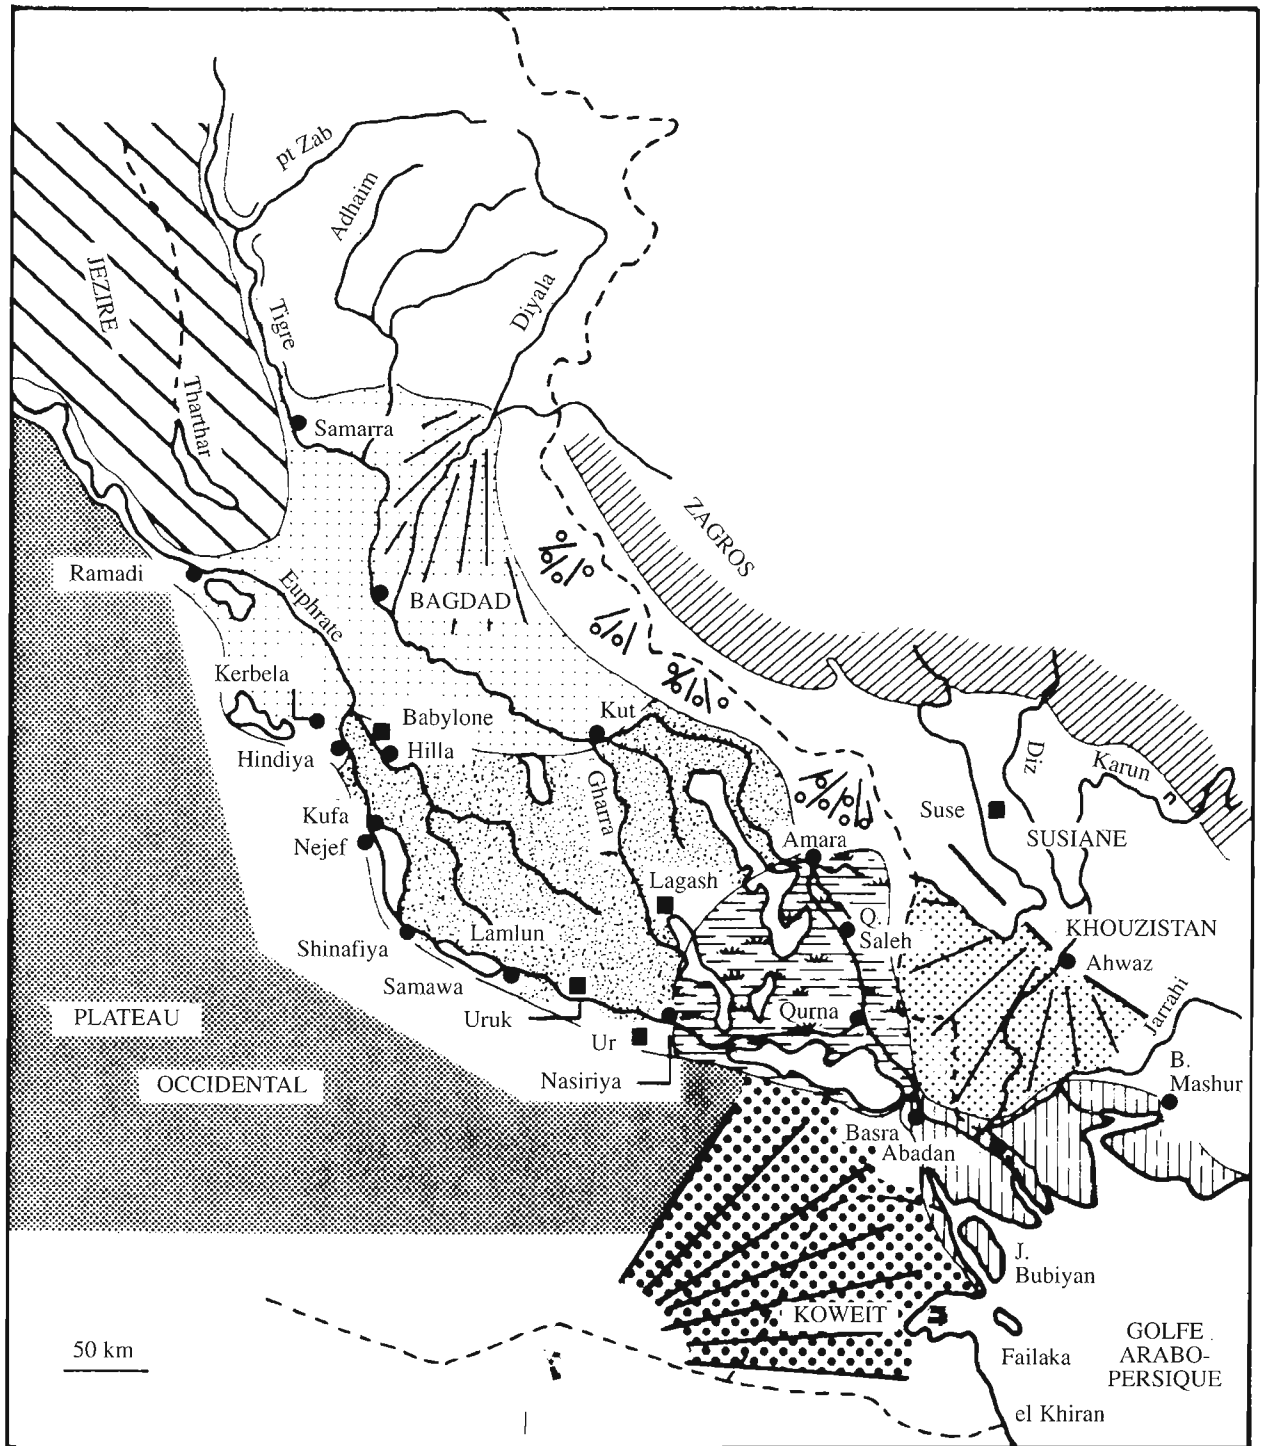 pt Zab
Adhaim
JEZIRE
Tigre
Diyala
Tharthar
Samarra
ZAGROS
Ramadi
Euphrate
BAGDAD
Kerbela
Babylone
Kut
Hindiya
Hilla
Gharra
Diz
Karun
Suse
Kufa
Nejef
Amara
SUSIANE
Lagash
Q.
Saleh
KHOUZISTAN
Shinafiya
Lamlun
Ahwaz
Samawa
Jarrahi
PLATEAU
Uruk
Qurna
Ur
B.
Mashur
OCCIDENTAL
Nasiriya
Basra
Abadan
J.
Bubiyan
KOWEIT
GOLFE
ARABO-
PERSIQUE
50 km
Failaka
el Khiran